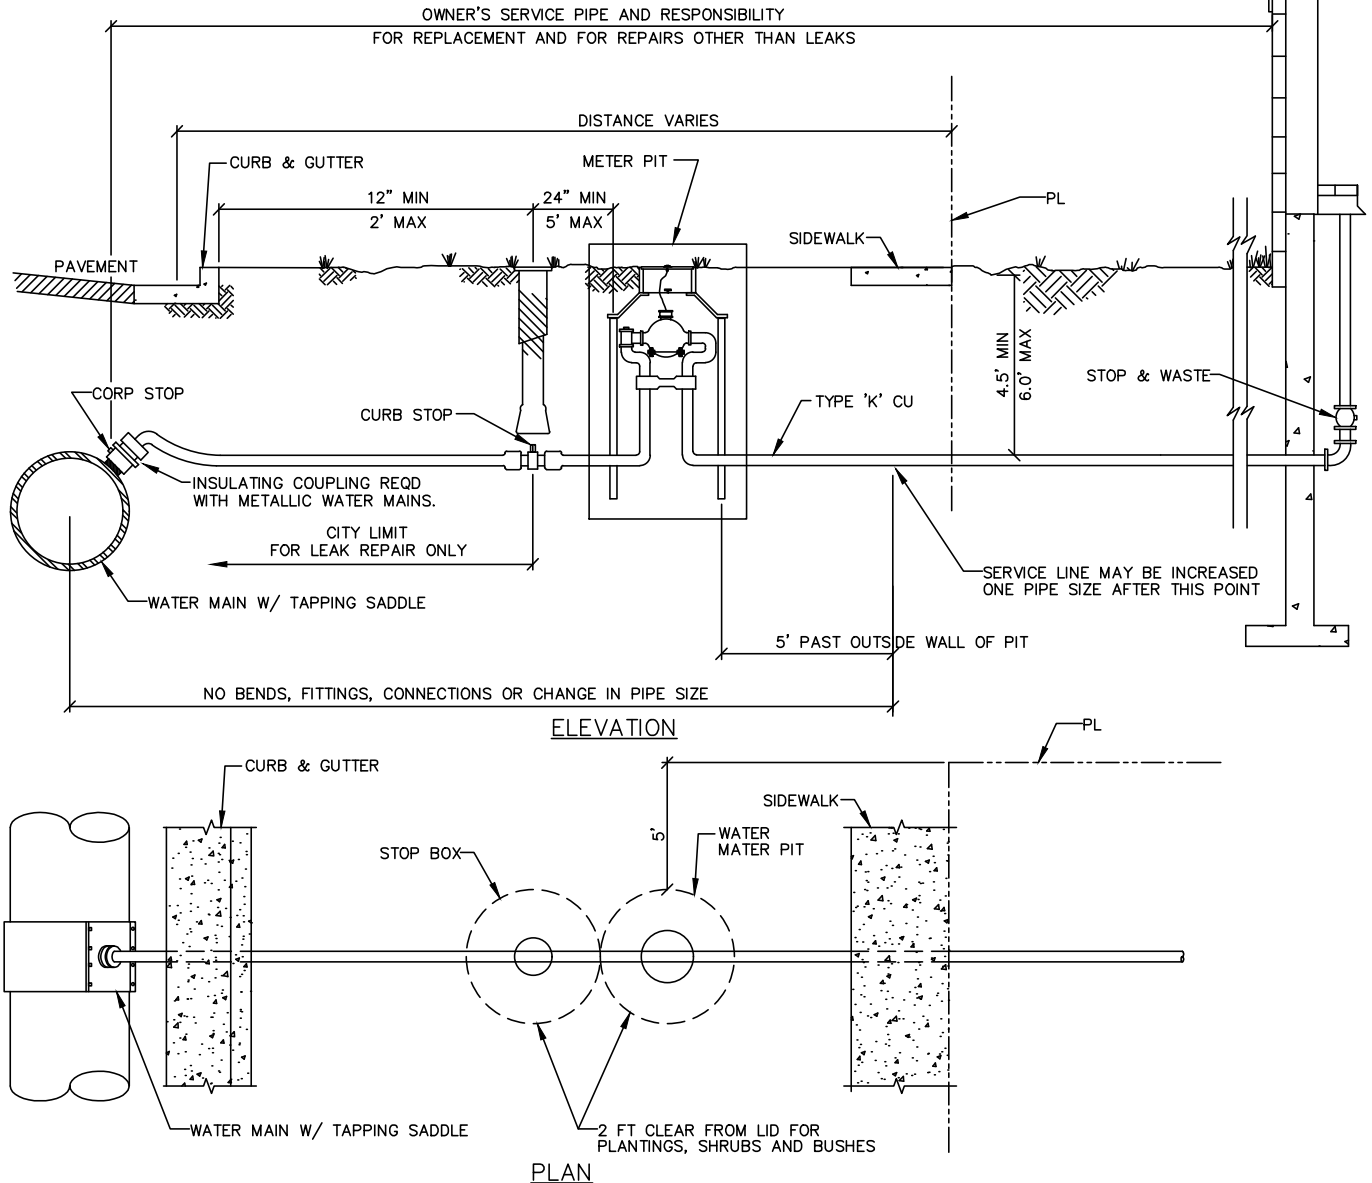 OWNER'S SERVICE PIPE AND RESPONSIBILITY
FOR REPLACEMENT AND FOR REPAIRS OTHER THAN LEAKS
DISTANCE VARIES
CURB & GUTTER
METER PIT
12" MIN
2' MAX
24" MIN
5' MAX
PL
SIDEWALK
PAVEMENT
4.5' MIN
6.0' MAX
STOP & WASTE
CORP STOP
CURB STOP
TYPE 'K' CU
INSULATING COUPLING REQD
WITH METALLIC WATER MAINS.
CITY LIMIT
FOR LEAK REPAIR ONLY
SERVICE LINE MAY BE INCREASED
ONE PIPE SIZE AFTER THIS POINT
WATER MAIN W/ TAPPING SADDLE
5' PAST OUTSIDE WALL OF PIT
NO BENDS, FITTINGS, CONNECTIONS OR CHANGE IN PIPE SIZE
ELEVATION
PL
CURB & GUTTER
SIDEWALK
5'
WATER
MATER PIT
STOP BOX
WATER MAIN W/ TAPPING SADDLE
2 FT CLEAR FROM LID FOR
PLANTINGS, SHRUBS AND BUSHES
PLAN